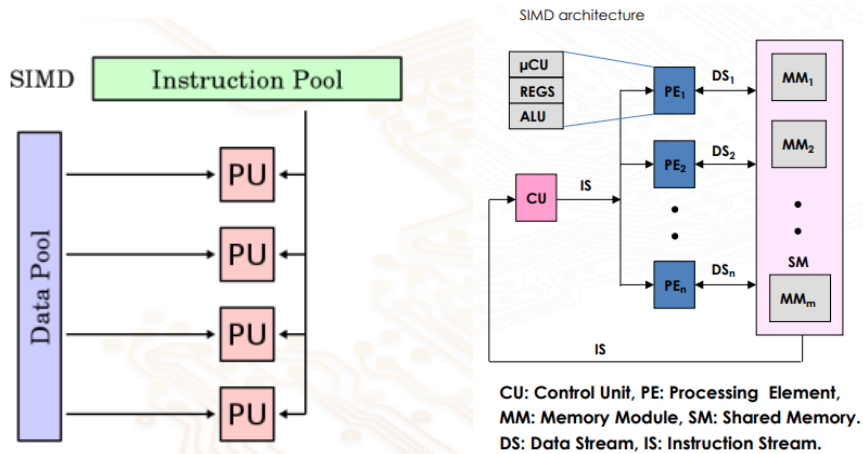 SIMD
Instruction Pool
Data Pool
PU
PU
PU
PU
SIMD architecture
µCU
REGS
ALU
PE₁
DS₁
MM₁
PE₂
DS₂
MM₂
CU
IS
SM
PEₙ
DSₙ
MMₘ
IS
CU: Control Unit, PE: Processing Element,
MM: Memory Module, SM: Shared Memory.
DS: Data Stream, IS: Instruction Stream.